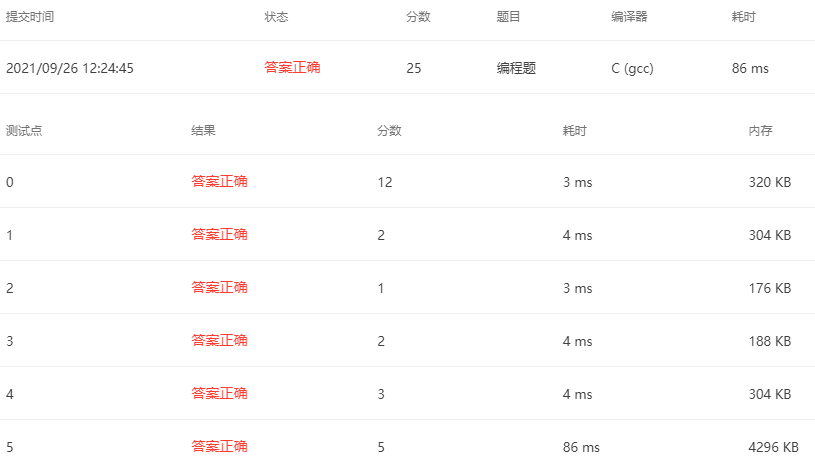 提交时间 状态 分数 题目 编译器 耗时
2021/09/26 12:24:45 答案正确 25 编程题 C (gcc) 86 ms
测试点 结果 分数 耗时 内存
0 答案正确 12 3 ms 320 KB
1 答案正确 2 4 ms 304 KB
2 答案正确 1 3 ms 176 KB
3 答案正确 2 4 ms 188 KB
4 答案正确 3 4 ms 304 KB
5 答案正确 5 86 ms 4296 KB